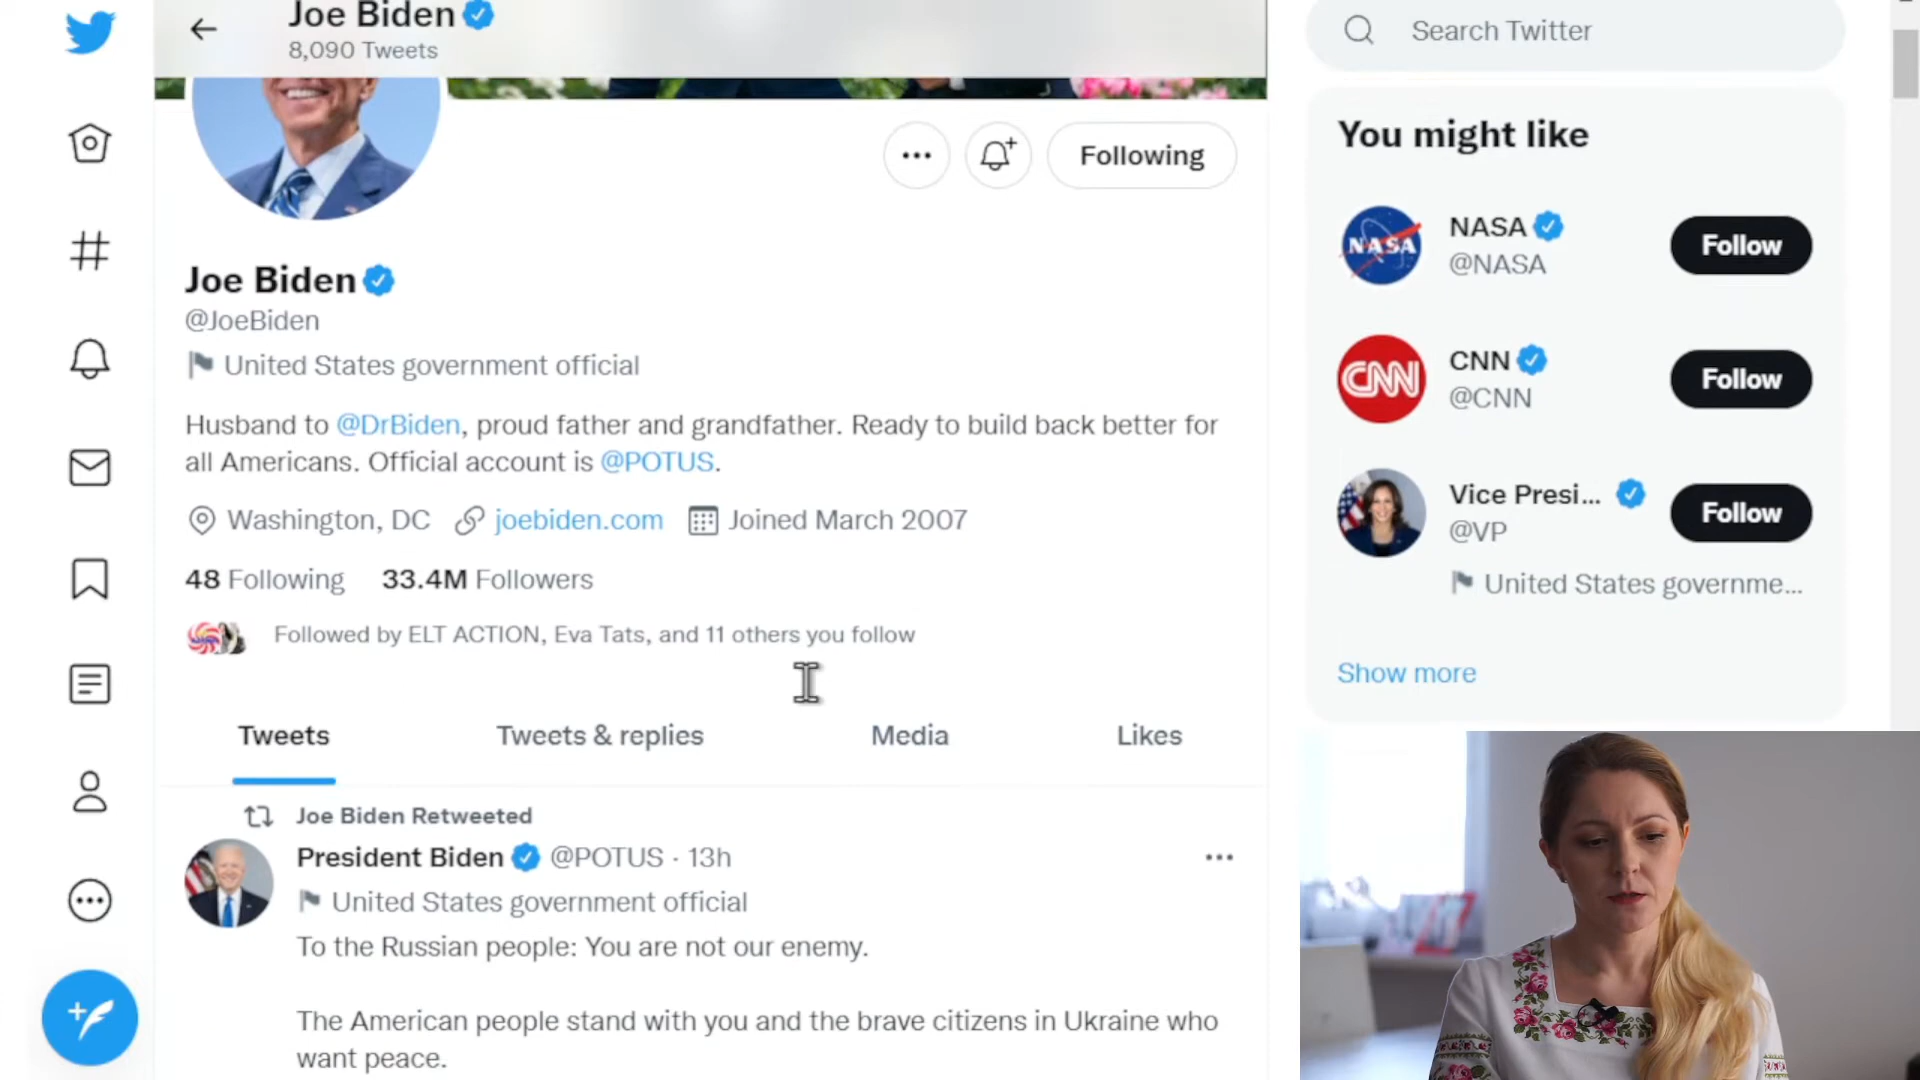 Joe Biden
8,090 Tweets
Following
Joe Biden
@JoeBiden
United States government official
Husband to @DrBiden, proud father and grandfather. Ready to build back better for
all Americans. Official account is @POTUS.
Washington, DC joebiden.com Joined March 2007
48 Following 33.4M Followers
Followed by ELT ACTION, Eva Tats, and 11 others you follow
Tweets Tweets & replies Media Likes
Joe Biden Retweeted
President Biden @POTUS · 13h
United States government official
To the Russian people: You are not our enemy.
The American people stand with you and the brave citizens in Ukraine who
want peace.
Search Twitter
You might like
NASA
NASA
@NASA
Follow
CNN
CNN
@CNN
Follow
Vice Presi...
@VP
Follow
United States governme...
Show more